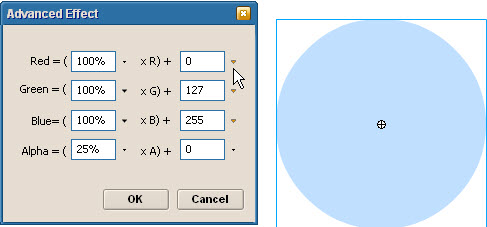 Advanced Effect
Red = ( 100% x R) + 0
Green = ( 100% x G) + 127
Blue= ( 100% x B) + 255
Alpha = ( 25% x A) + 0
OK Cancel